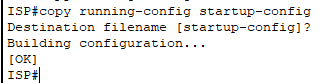 ISP#copy running-config startup-config
Destination filename [startup-config]?
Building configuration...
[OK]
ISP#